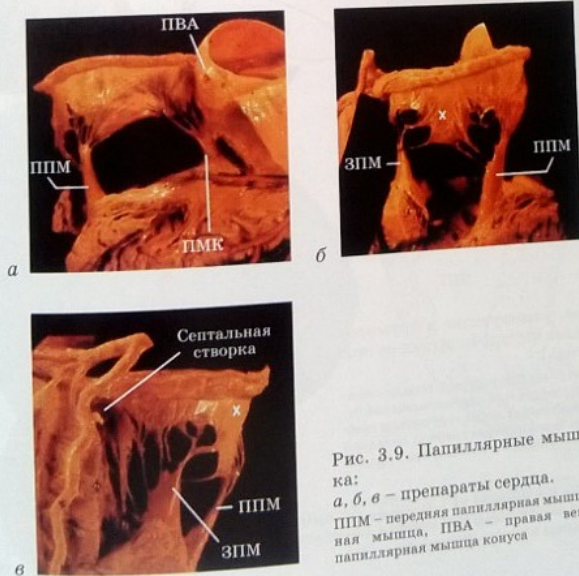 ПВА
ППМ
ПМК
а
х
ЗПМ
ППМ
б
Септальная
створка
х
ППМ
ЗПМ
в
Рис. 3.9. Папиллярные мыш
ка:
а, б, в – препараты сердца.
ППМ – передняя папиллярная мышц
ная мышца, ПВА – правая ве
папиллярная мышца конуса